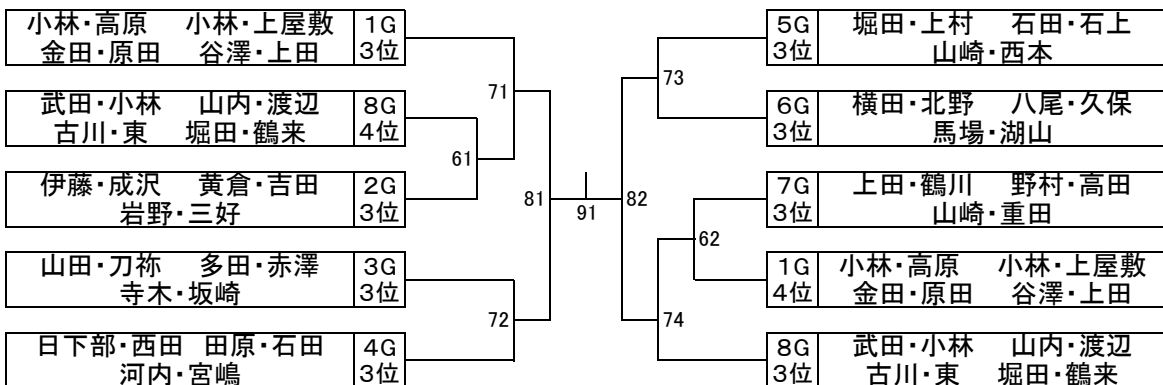 小林・高原 小林・上屋敷 1G
金田・原田 谷澤・上田 3位
武田・小林 山内・渡辺 8G
古川・東 堀田・鶴来 4位
伊藤・成沢 黄倉・吉田 2G
岩野・三好 3位
山田・刀祢 多田・赤澤 3G
寺木・坂崎 3位
日下部・西田 田原・石田 4G
河内・宮嶋 3位
71
61
72
81
91
82
73
62
74
5G 堀田・上村 石田・石上
3位 山崎・西本
6G 横田・北野 八尾・久保
3位 馬場・湖山
7G 上田・鶴川 野村・高田
3位 山崎・重田
1G 小林・高原 小林・上屋敷
4位 金田・原田 谷澤・上田
8G 武田・小林 山内・渡辺
3位 古川・東 堀田・鶴来